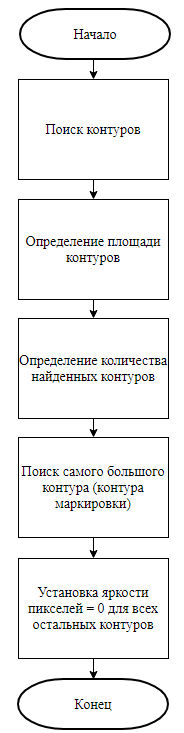 Начало
Поиск контуров
Определение площади
контуров
Определение количества
найденных контуров
Поиск самого большого
контура (контура
маркировки)
Установка яркости
пикселей = 0 для всех
остальных контуров
Конец